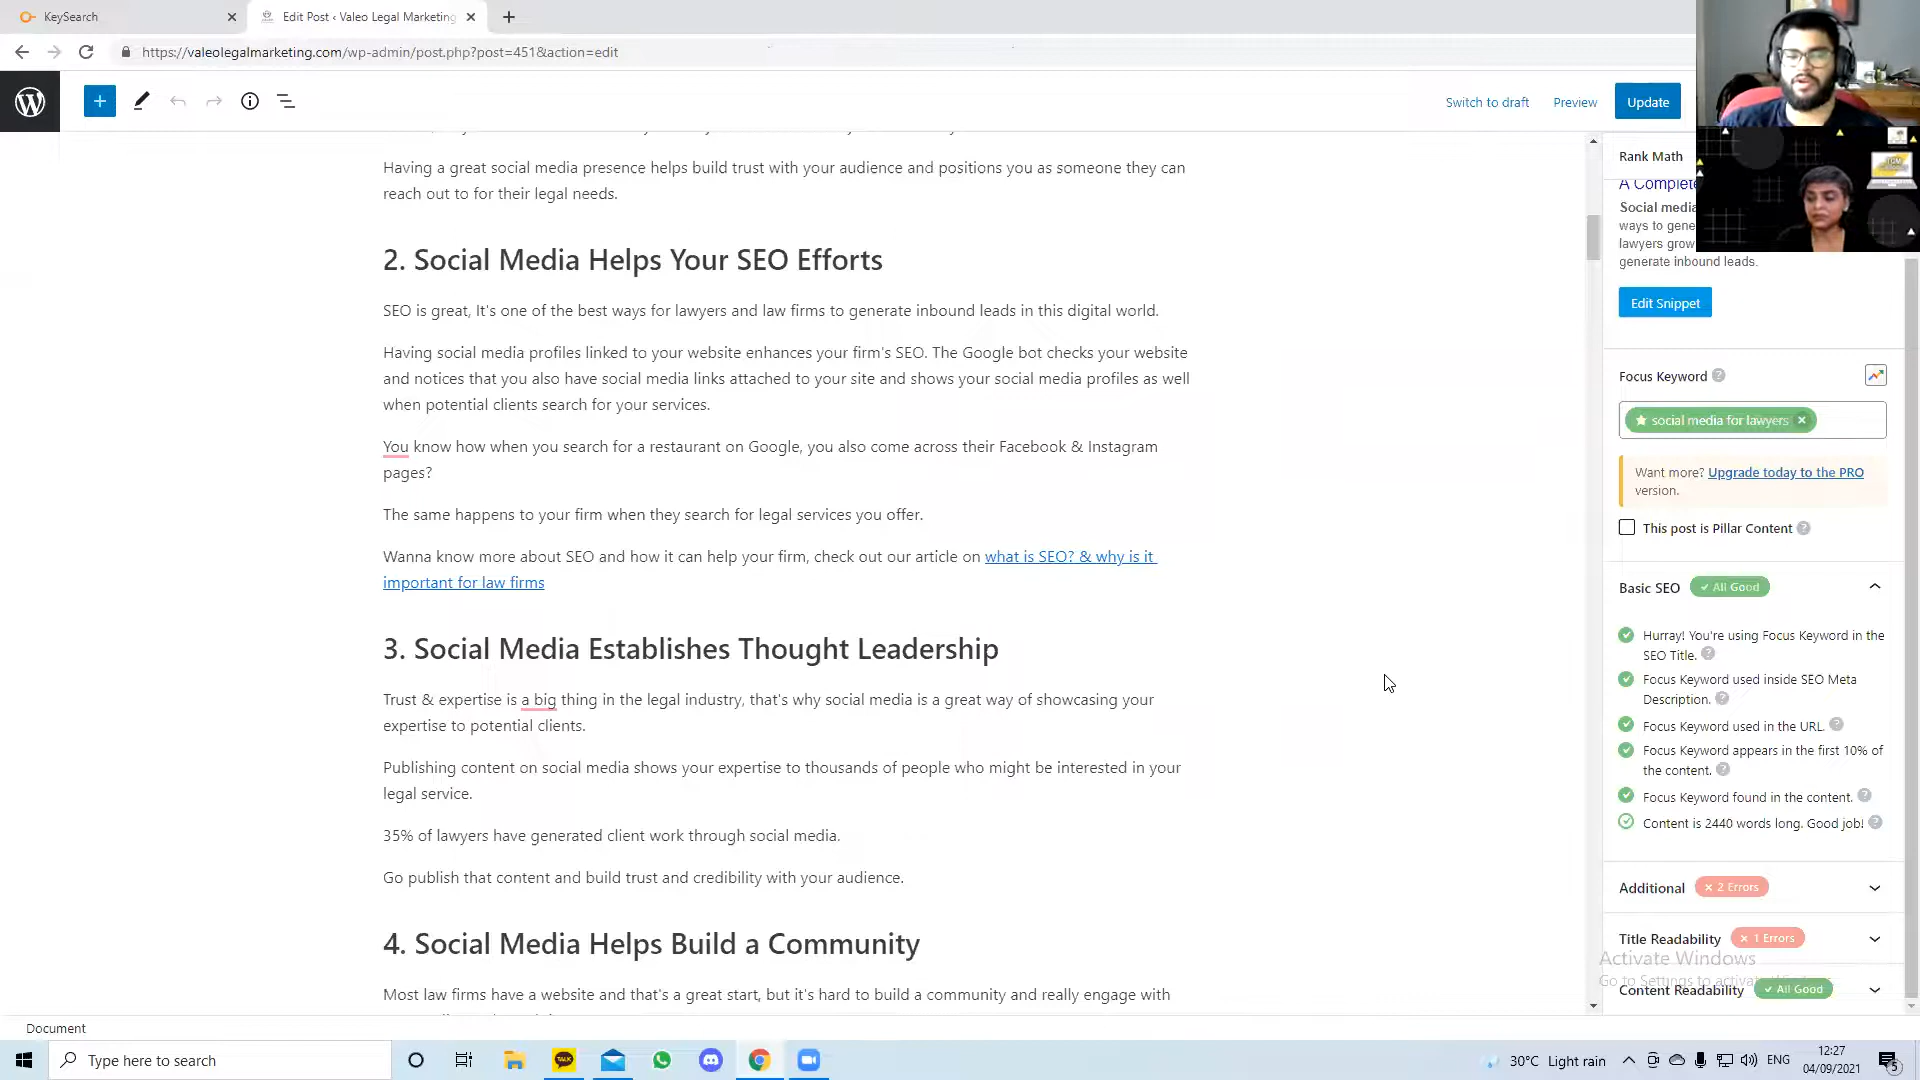 KeySearch
Edit Post ‹ Valeo Legal Marketing
https://valeolegalmarketing.com/wp-admin/post.php?post=451&action=edit
Switch to draft
Preview
Update
Having a great social media presence helps build trust with your audience and positions you as someone they can
reach out to for their legal needs.
2. Social Media Helps Your SEO Efforts
SEO is great, It's one of the best ways for lawyers and law firms to generate inbound leads in this digital world.
Having social media profiles linked to your website enhances your firm's SEO. The Google bot checks your website
and notices that you also have social media links attached to your site and shows your social media profiles as well
when potential clients search for your services.
You know how when you search for a restaurant on Google, you also come across their Facebook & Instagram
pages?
The same happens to your firm when they search for legal services you offer.
Wanna know more about SEO and how it can help your firm, check out our article on what is SEO? & why is it
important for law firms
3. Social Media Establishes Thought Leadership
Trust & expertise is a big thing in the legal industry, that's why social media is a great way of showcasing your
expertise to potential clients.
Publishing content on social media shows your expertise to thousands of people who might be interested in your
legal service.
35% of lawyers have generated client work through social media.
Go publish that content and build trust and credibility with your audience.
4. Social Media Helps Build a Community
Most law firms have a website and that's a great start, but it's hard to build a community and really engage with
Rank Math
A Complete
Social media
ways to gene
lawyers grow
generate inbound leads.
Edit Snippet
Focus Keyword
social media for lawyers
Want more? Upgrade today to the PRO
version.
This post is Pillar Content
Basic SEO
All Good
Hurray! You're using Focus Keyword in the
SEO Title.
Focus Keyword used inside SEO Meta
Description.
Focus Keyword used in the URL.
Focus Keyword appears in the first 10% of
the content.
Focus Keyword found in the content.
Content is 2440 words long. Good job!
Additional
2 Errors
Title Readability
1 Errors
Activate Windows
Go to Settings to activate
Content Readability
All Good
Document
Type here to search
TALK
30°C Light rain
ENG
12:27
04/09/2021
5